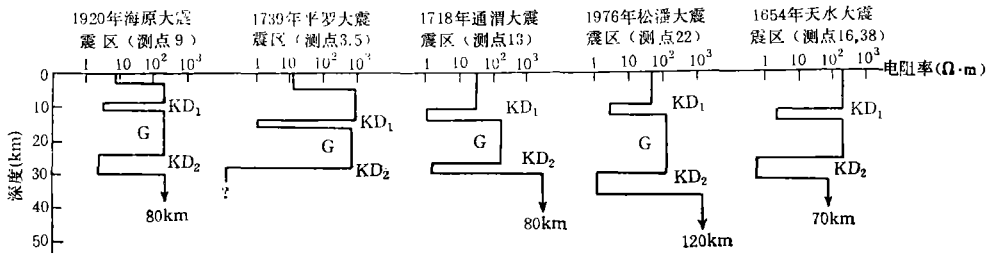 1920年海原大震
震区(测点9)
1739年平罗大震
震区(测点3.5)
1718年通渭大震
震区(测点13)
1976年松潘大震
震区(测点22)
1654年天水大震
震区(测点16,38)
1 10² 10³
1 10² 10³
1 10² 10³
1 10² 10³
1 10² 10³
电阻率(Ω·m)
0
10
20
30
40
50
深度(km)
KD₁
G
KD₂
80km
KD₁
G
KD₂
?
KD₁
G
KD₂
80km
KD₁
G
KD₂
120km
KD₁
G
KD₂
70km